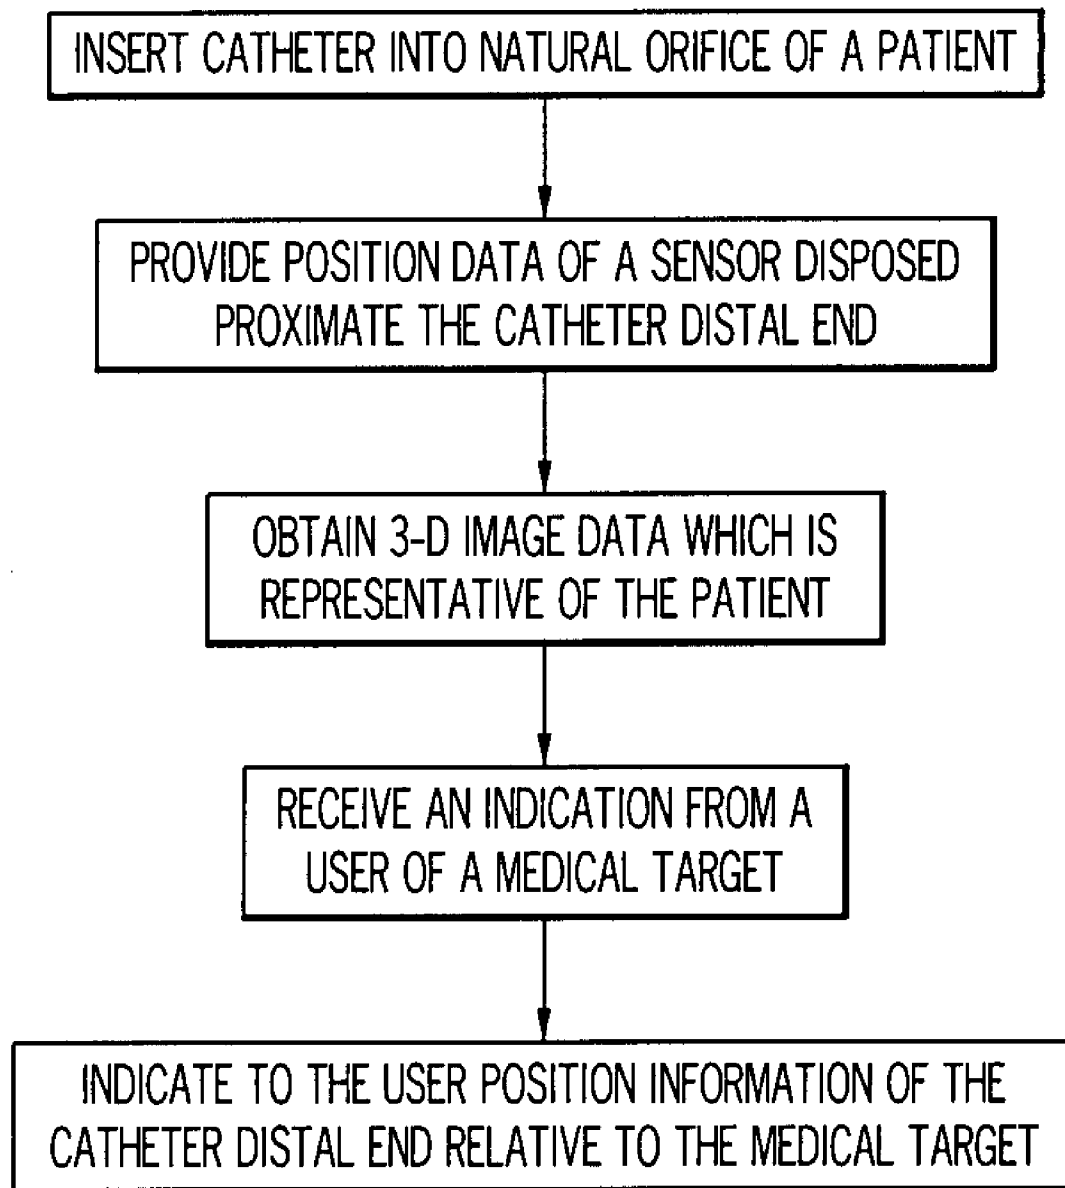 INSERT CATHETER INTO NATURAL ORIFICE OF A PATIENT
PROVIDE POSITION DATA OF A SENSOR DISPOSED
PROXIMATE THE CATHETER DISTAL END
OBTAIN 3-D IMAGE DATA WHICH IS
REPRESENTATIVE OF THE PATIENT
RECEIVE AN INDICATION FROM A
USER OF A MEDICAL TARGET
INDICATE TO THE USER POSITION INFORMATION OF THE
CATHETER DISTAL END RELATIVE TO THE MEDICAL TARGET